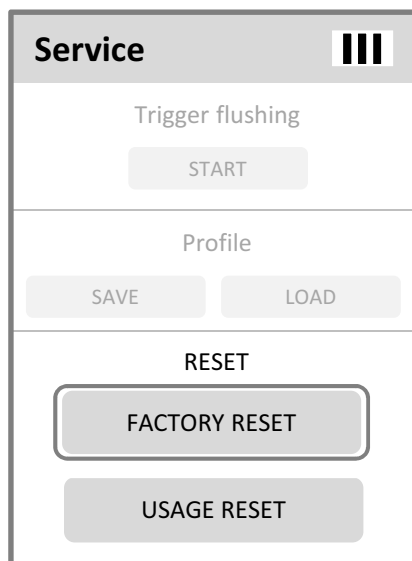 Service
Trigger flushing
START
Profile
SAVE LOAD
RESET
FACTORY RESET
USAGE RESET